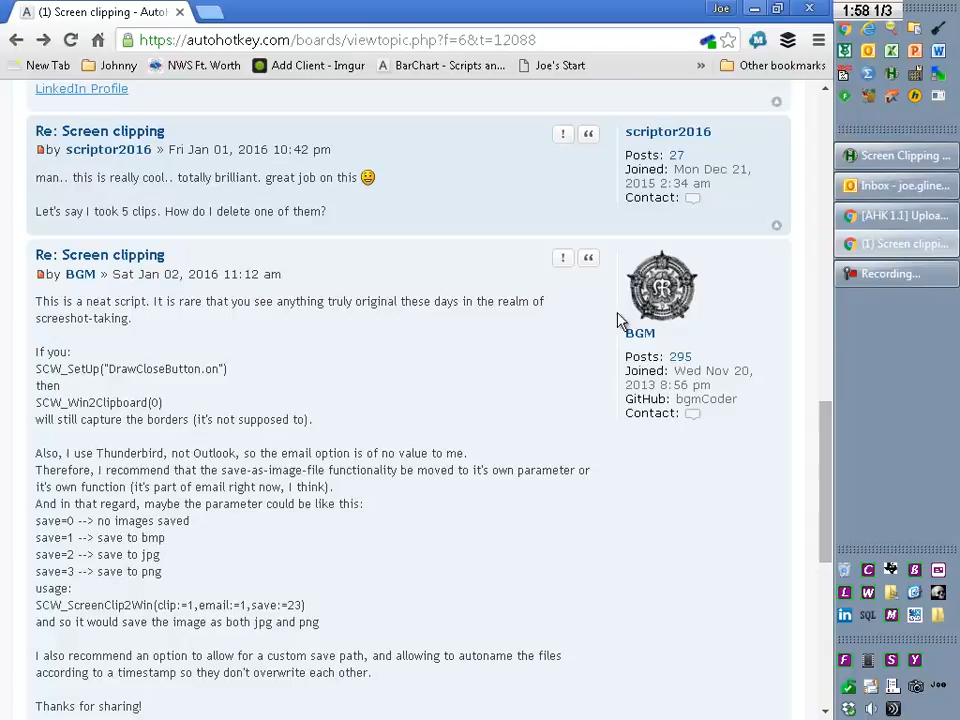 (1) Screen clipping - AutoH
Joe
1:58 1/3
https://autohotkey.com/boards/viewtopic.php?f=6&t=12088
New Tab
Johnny
NWS Ft. Worth
Add Client - Imgur
BarChart - Scripts an...
Joe's Start
»
Other bookmarks
LinkedIn Profile
Re: Screen clipping
by scriptor2016 » Fri Jan 01, 2016 10:42 pm
man.. this is really cool.. totally brilliant. great job on this
Let's say I took 5 clips. How do I delete one of them?
scriptor2016
Posts: 27
Joined: Mon Dec 21,
2015 2:34 am
Contact:
Re: Screen clipping
by BGM » Sat Jan 02, 2016 11:12 am
This is a neat script. It is rare that you see anything truly original these days in the realm of
screeshot-taking.
If you:
SCW_SetUp("DrawCloseButton.on")
then
SCW_Win2Clipboard(0)
will still capture the borders (it's not supposed to).
Also, I use Thunderbird, not Outlook, so the email option is of no value to me.
Therefore, I recommend that the save-as-image-file functionality be moved to it's own parameter or
it's own function (it's part of email right now, I think).
And in that regard, maybe the parameter could be like this:
save=0 --> no images saved
save=1 --> save to bmp
save=2 --> save to jpg
save=3 --> save to png
usage:
SCW_ScreenClip2Win(clip:=1,email:=1,save:=23)
and so it would save the image as both jpg and png
I also recommend an option to allow for a custom save path, and allowing to autoname the files
according to a timestamp so they don't overwrite each other.
Thanks for sharing!
BGM
Posts: 295
Joined: Wed Nov 20,
2013 8:56 pm
GitHub: bgmCoder
Contact:
Screen Clipping ...
Inbox - joe.gline...
[AHK 1.1] Uploa...
(1) Screen clippi...
Recording...
SQL